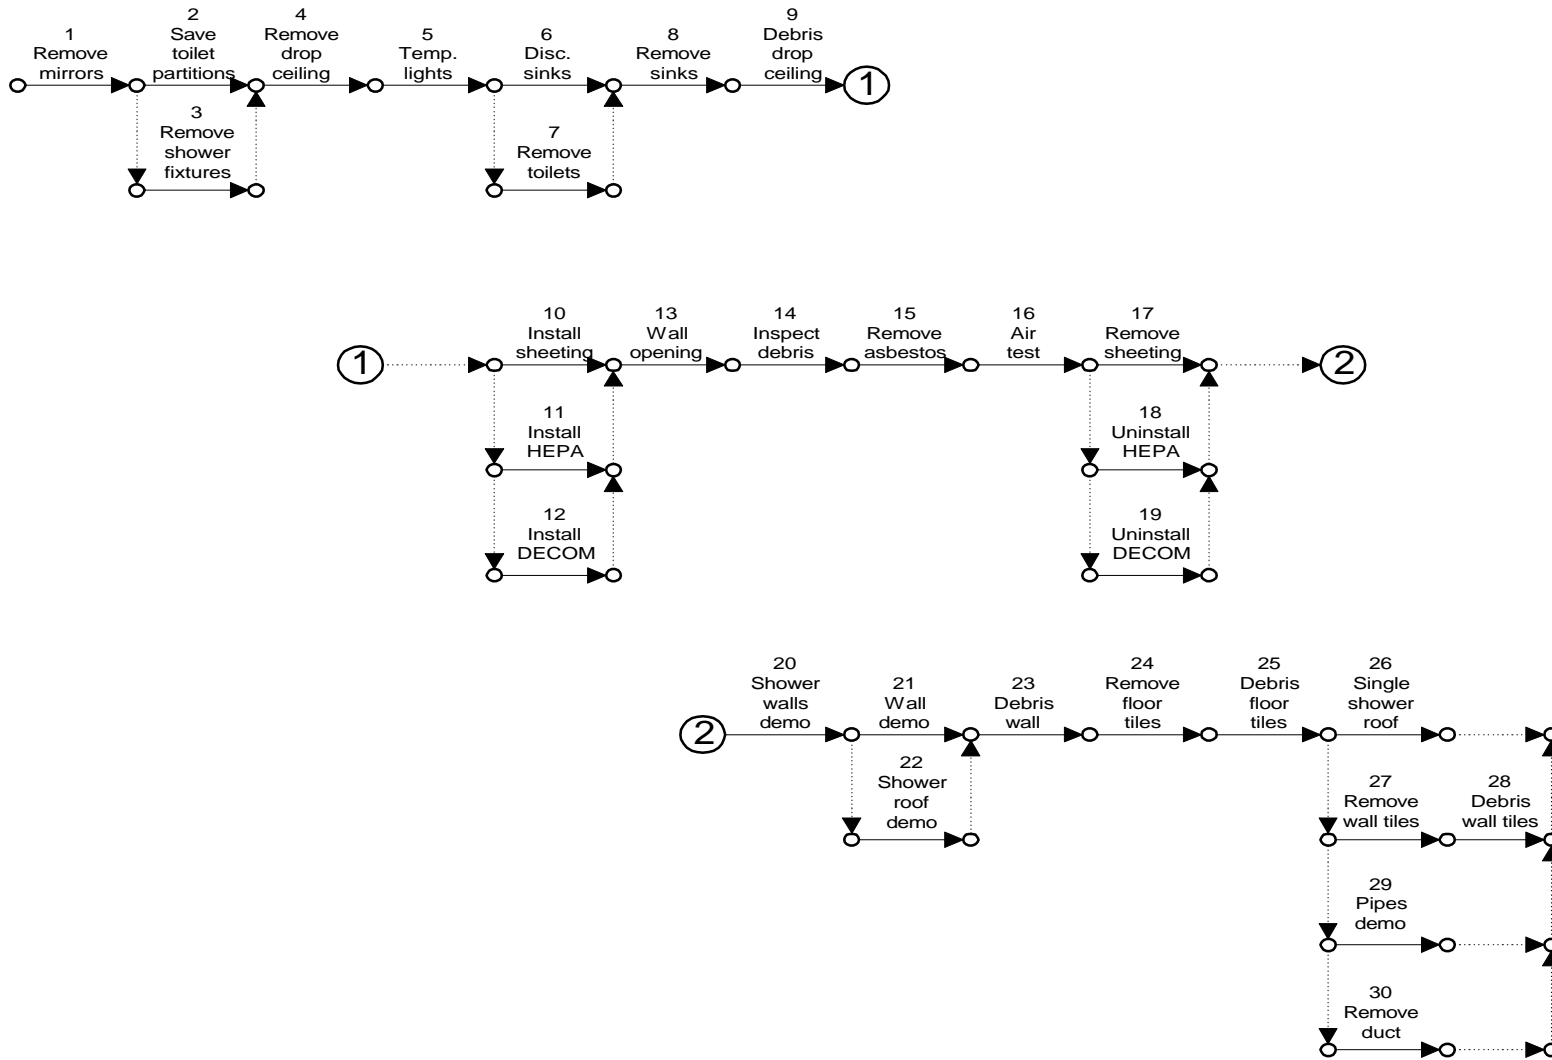 1
Remove
mirrors
2
Save
toilet
partitions
4
Remove
drop
ceiling
5
Temp.
lights
6
Disc.
sinks
8
Remove
sinks
9
Debris
drop
ceiling
1
3
Remove
shower
fixtures
7
Remove
toilets
1
10
Install
sheeting
13
Wall
opening
14
Inspect
debris
15
Remove
asbestos
16
Air
test
17
Remove
sheeting
2
11
Install
HEPA
18
Uninstall
HEPA
12
Install
DECOM
19
Uninstall
DECOM
2
20
Shower
walls
demo
21
Wall
demo
23
Debris
wall
24
Remove
floor
tiles
25
Debris
floor
tiles
26
Single
shower
roof
22
Shower
roof
demo
27
Remove
wall tiles
28
Debris
wall tiles
29
Pipes
demo
30
Remove
duct